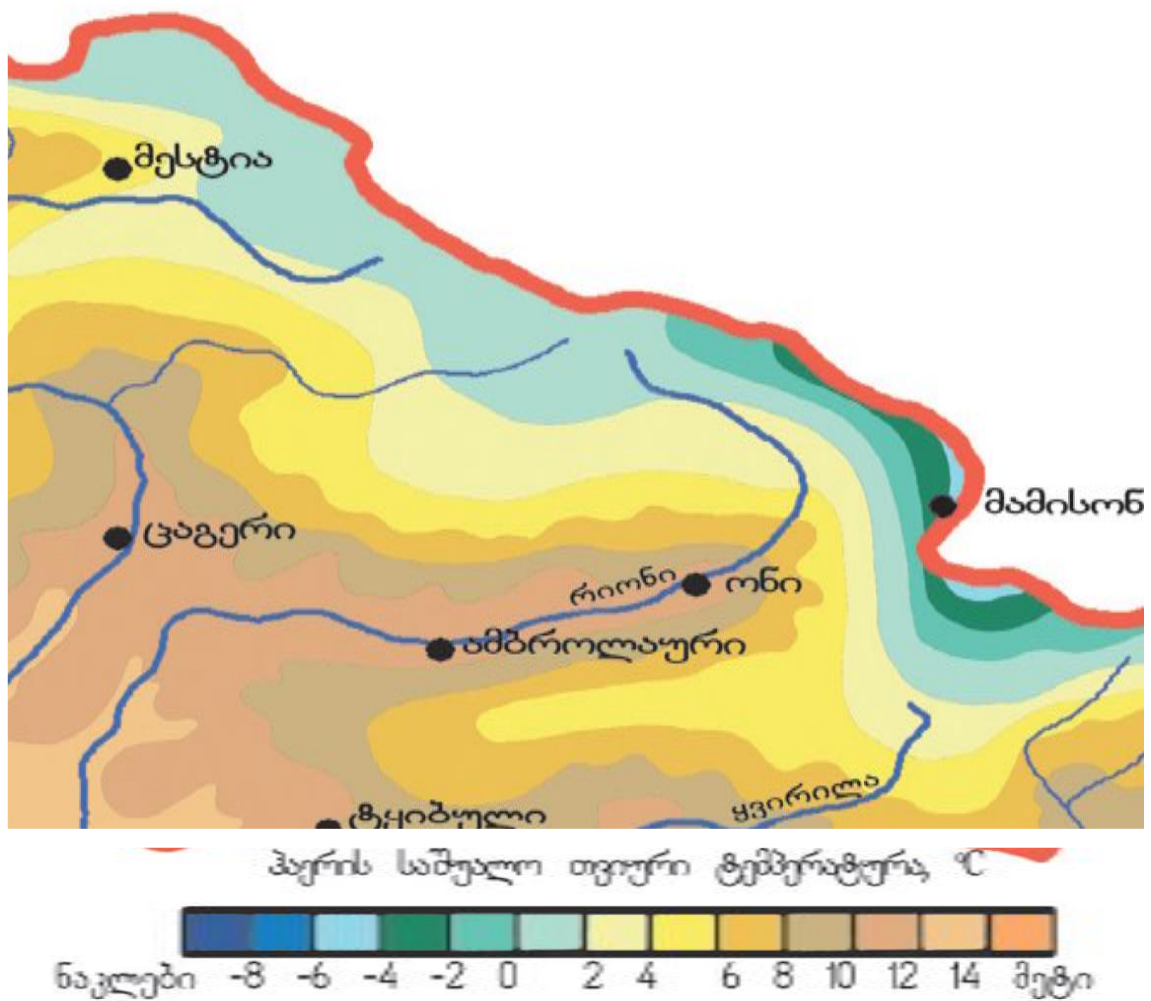 მესტია
მამისონ
ცაგერი
რიონი
ონი
ამბროლაური
ყვირილა
ტყიბული
ჰაერის საშუალო თვიური ტემპერატურა, °C
ნაკლები -8 -6 -4 -2 0 2 4 6 8 10 12 14 მეტი